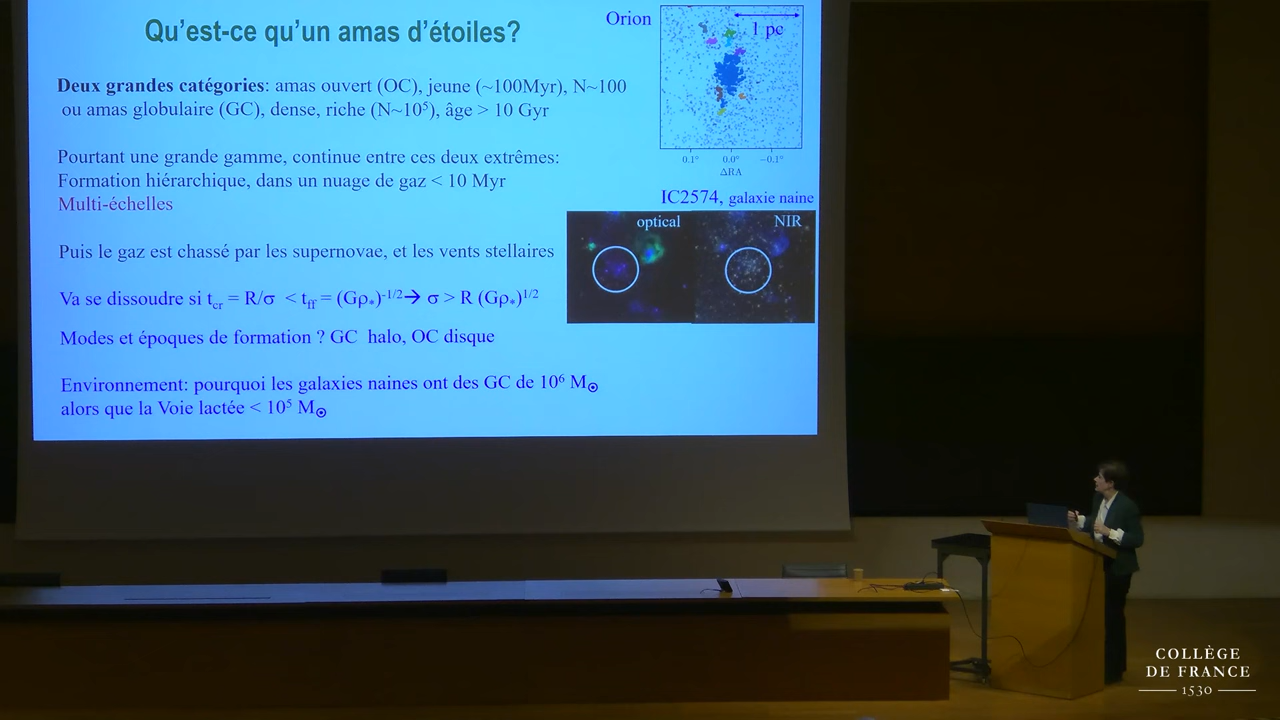 Qu'est-ce qu'un amas d'étoiles?
Deux grandes catégories: amas ouvert (OC), jeune (~100Myr), N~100
ou amas globulaire (GC), dense, riche (N~10⁵), âge > 10 Gyr
Pourtant une grande gamme, continue entre ces deux extrêmes:
Formation hiérarchique, dans un nuage de gaz < 10 Myr
Multi-échelles
Puis le gaz est chassé par les supernovae, et les vents stellaires
Va se dissoudre si t_cr = R/σ < t_ff = (Gρ*)^-1/2 → σ > R (Gρ*)^1/2
Modes et époques de formation ? GC halo, OC disque
Environnement: pourquoi les galaxies naines ont des GC de 10⁶ M⊙
alors que la Voie lactée < 10⁵ M⊙
Orion
1 pc
0.1° 0.0° −0.1°
ΔRA
IC2574, galaxie naine
optical
NIR
COLLÈGE
DE FRANCE
1530